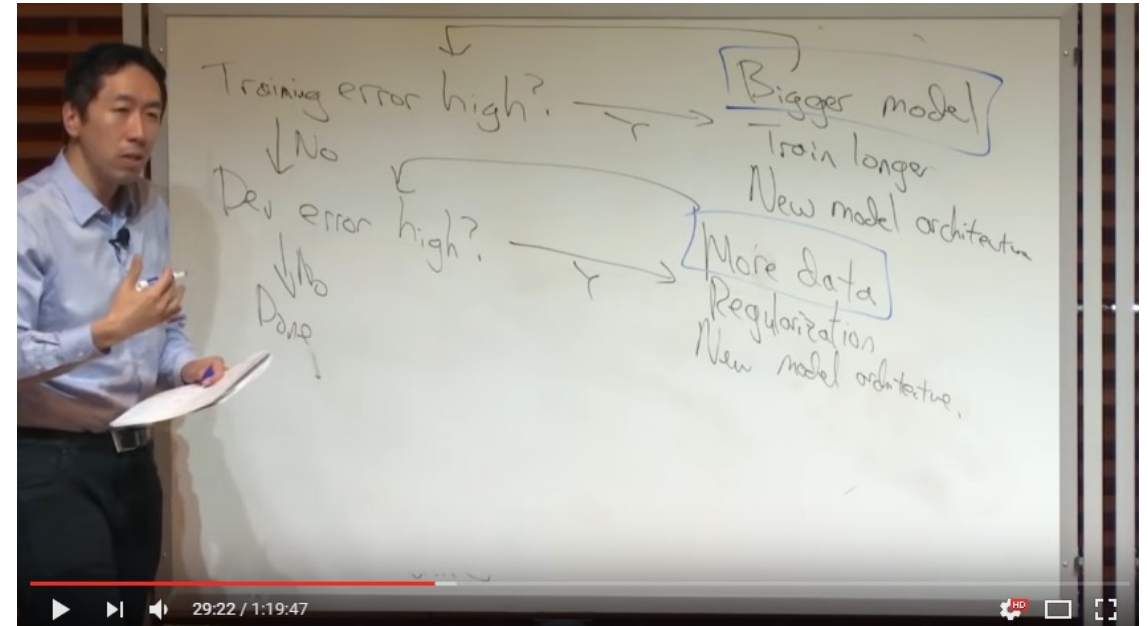 Training error high? Y Bigger model
Train longer
New model architecture
No
Dev error high? Y More data
Regularization
New model architecture.
No
Done!
29:22 / 1:19:47
HD